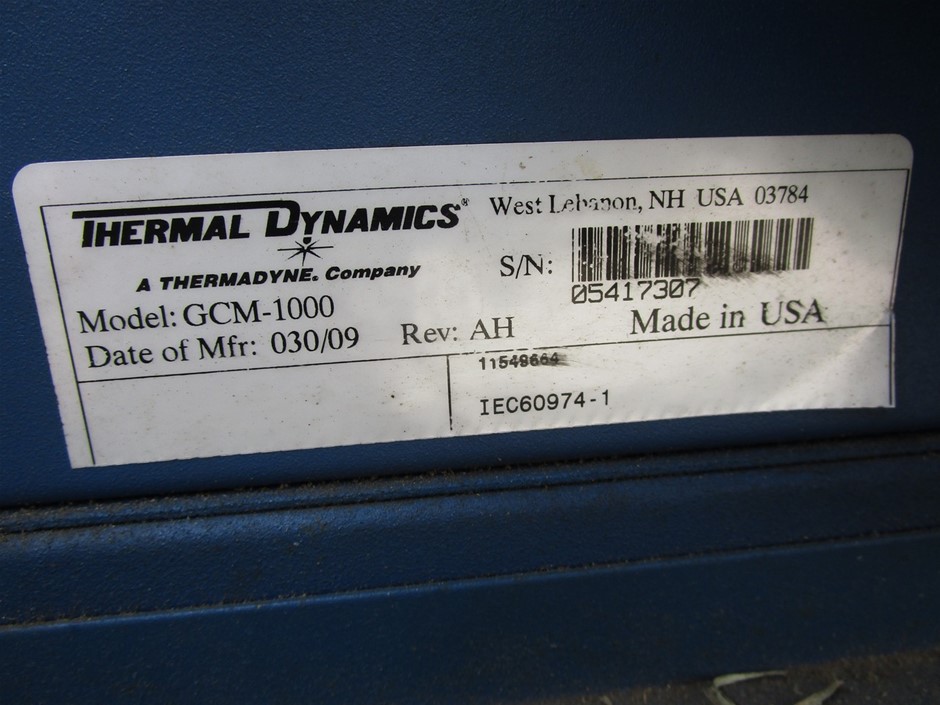 THERMAL DYNAMICS®
A THERMADYNE® Company
West Lebanon, NH USA 03784
S/N:
05417307
Model: GCM-1000
Date of Mfr: 030/09
Rev: AH
Made in USA
11549664
IEC60974-1